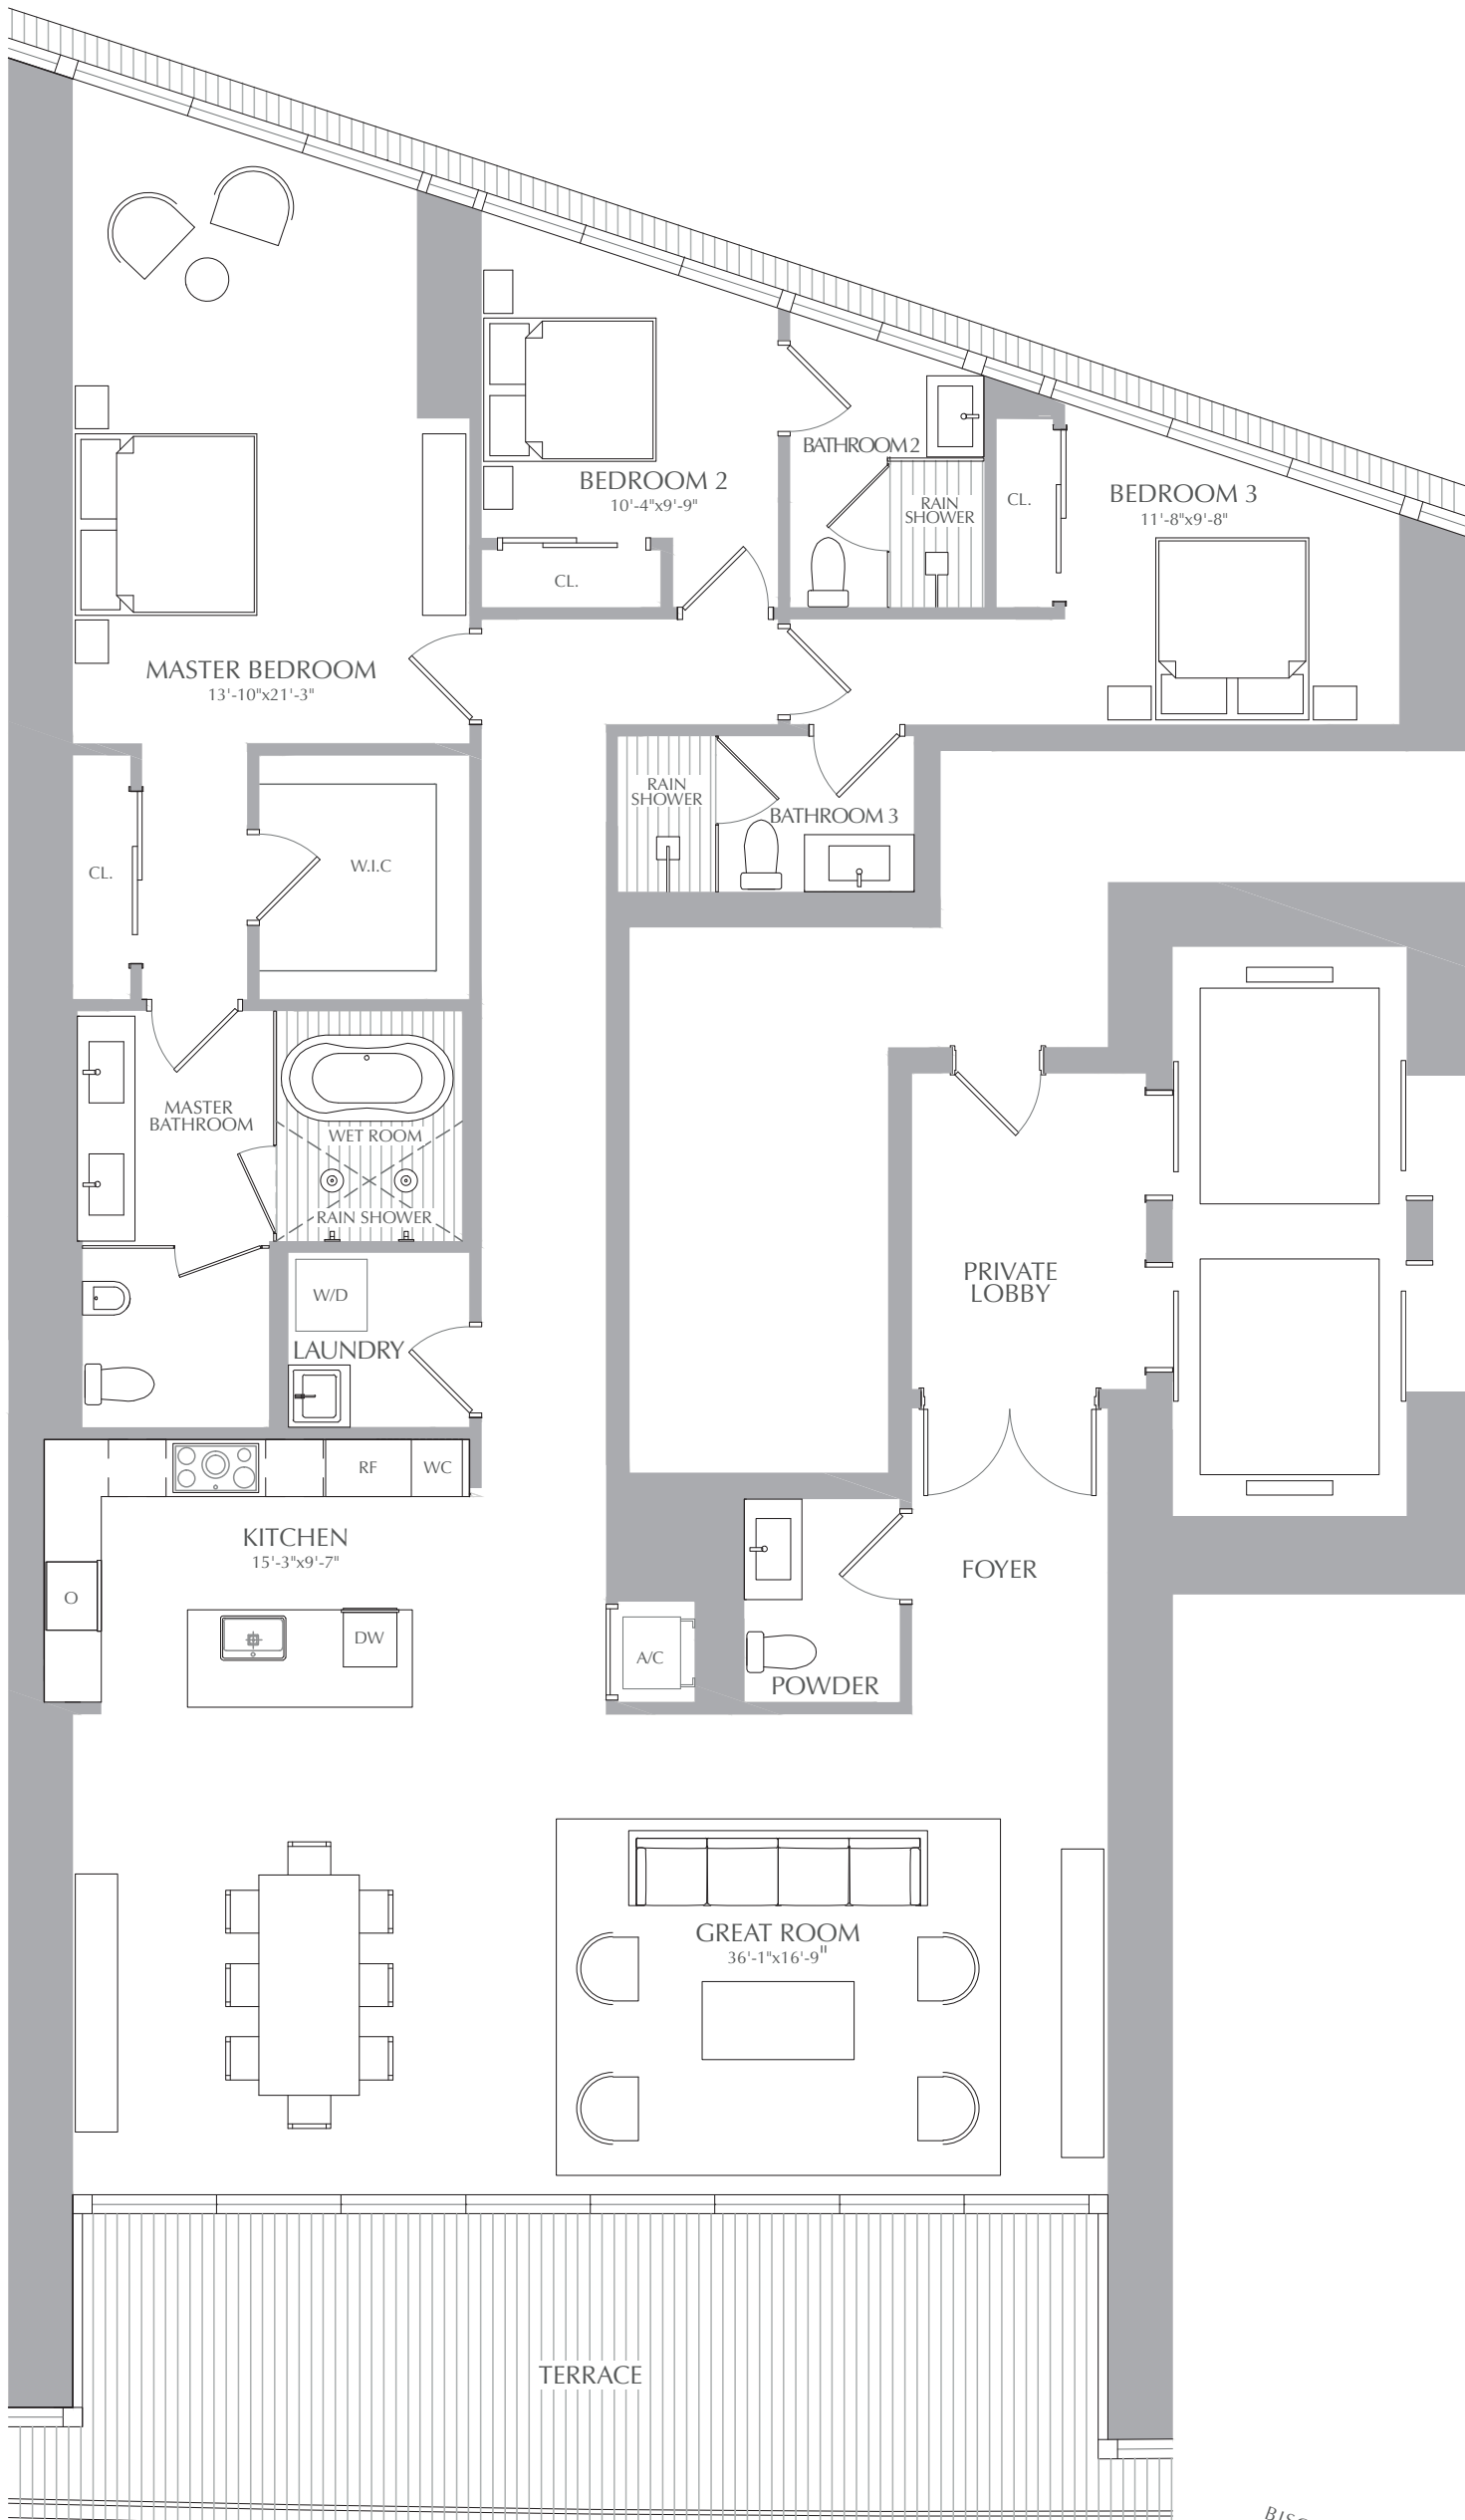 BEDROOM 2
10'-4"x9'-9"
CL.
BATHROOM 2
RAIN
SHOWER
CL.
BEDROOM 3
11'-8"x9'-8"
MASTER BEDROOM
13'-10"x21'-3"
CL.
W.I.C
RAIN
SHOWER
BATHROOM 3
MASTER
BATHROOM
WET ROOM
RAIN SHOWER
W/D
LAUNDRY
PRIVATE
LOBBY
RF
WC
KITCHEN
15'-3"x9'-7"
O
DW
A/C
POWDER
FOYER
GREAT ROOM
36'-1"x16'-9"
TERRACE